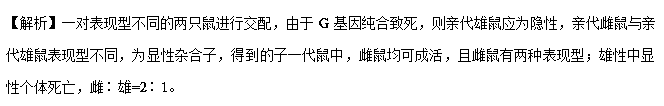 【解析】一对表现型不同的两只鼠进行交配，由于 G 基因纯合致死，则亲代雄鼠应为隐性，亲代雌鼠与亲
代雄鼠表现型不同，为显性杂合子，得到的子一代鼠中，雌鼠均可成活，且雌鼠有两种表现型；雄性中显
性个体死亡，雌∶雄=2∶1。